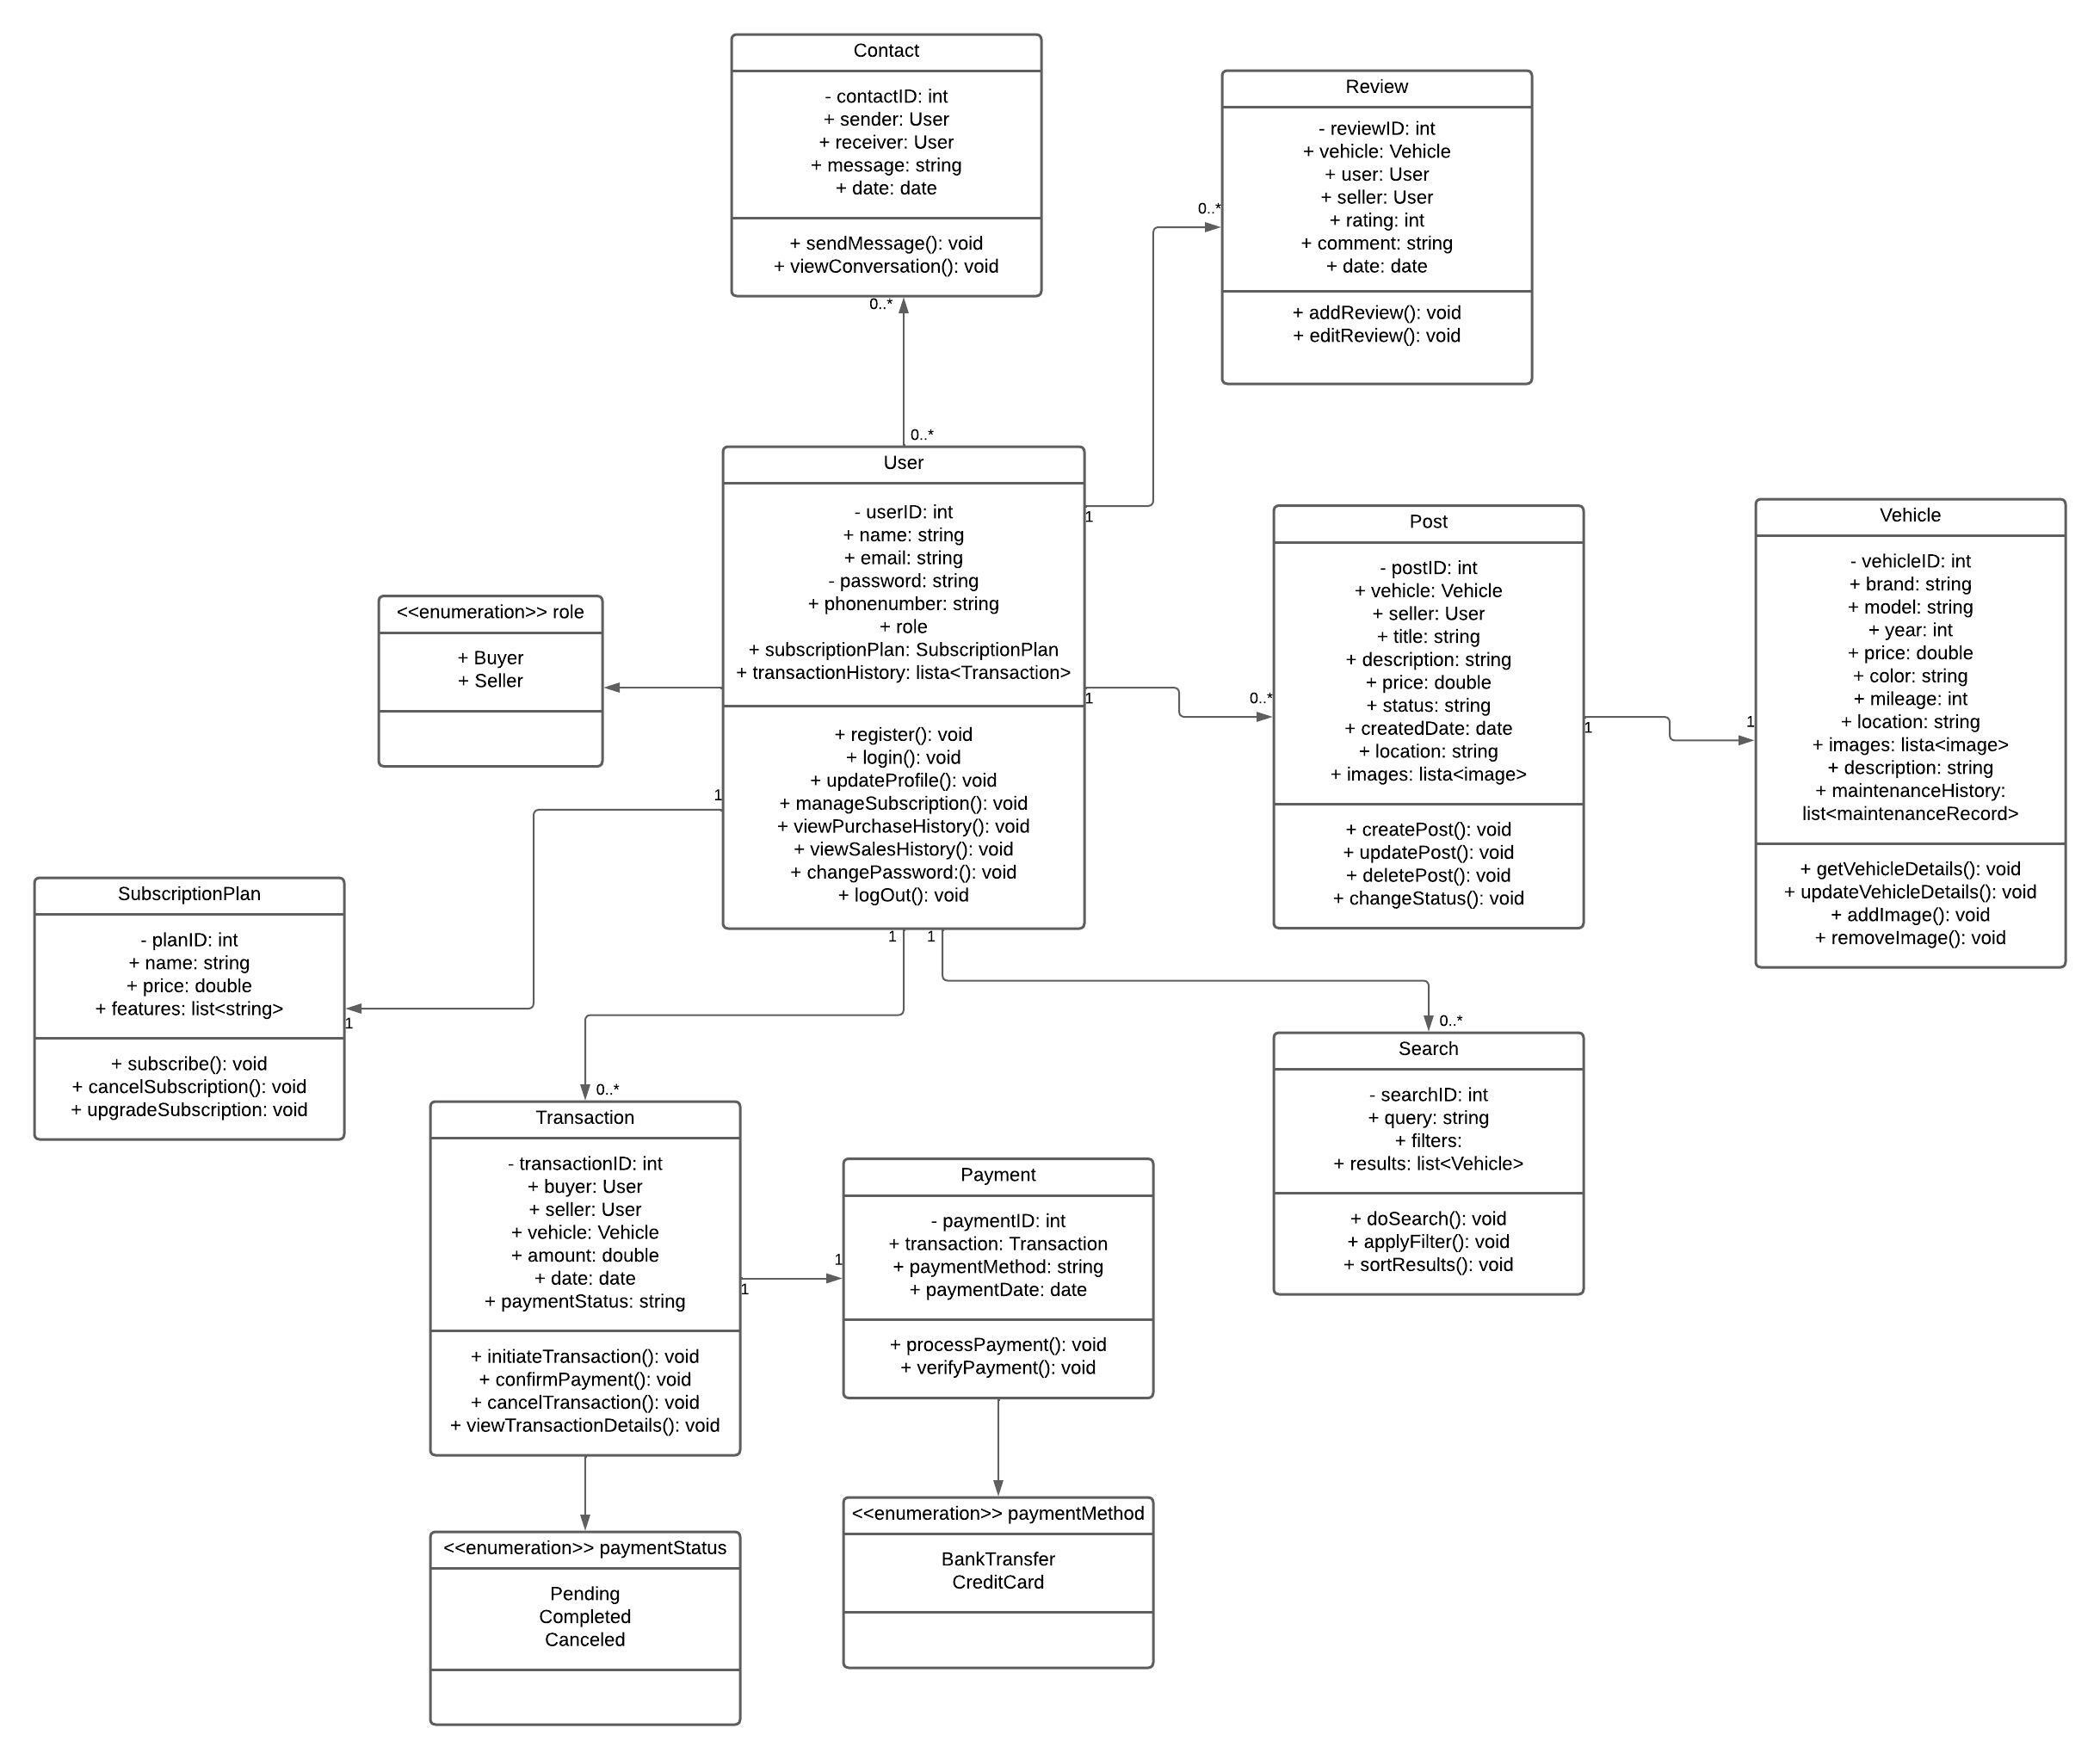 Contact
- contactID: int
+ sender: User
+ receiver: User
+ message: string
+ date: date
+ sendMessage(): void
+ viewConversation(): void
0..*
0..*
Review
- reviewID: int
+ vehicle: Vehicle
+ user: User
+ seller: User
+ rating: int
+ comment: string
+ date: date
+ addReview(): void
+ editReview(): void
0..*
1
User
- userID: int
+ name: string
+ email: string
- password: string
+ phonenumber: string
+ role
+ subscriptionPlan: SubscriptionPlan
+ transactionHistory: lista<Transaction>
+ register(): void
+ login(): void
+ updateProfile(): void
+ manageSubscription(): void
+ viewPurchaseHistory(): void
+ viewSalesHistory(): void
+ changePassword:(): void
+ logOut(): void
1
0..*
Post
- postID: int
+ vehicle: Vehicle
+ seller: User
+ title: string
+ description: string
+ price: double
+ status: string
+ createdDate: date
+ location: string
+ images: lista<image>
+ createPost(): void
+ updatePost(): void
+ deletePost(): void
+ changeStatus(): void
1
1
Vehicle
- vehicleID: int
+ brand: string
+ model: string
+ year: int
+ price: double
+ color: string
+ mileage: int
+ location: string
+ images: lista<image>
+ description: string
+ maintenanceHistory:
list<maintenanceRecord>
+ getVehicleDetails(): void
+ updateVehicleDetails(): void
+ addImage(): void
+ removeImage(): void
<<enumeration>> role
+ Buyer
+ Seller
1
SubscriptionPlan
- planID: int
+ name: string
+ price: double
+ features: list<string>
+ subscribe(): void
+ cancelSubscription(): void
+ upgradeSubscription: void
1
1
1
0..*
0..*
Transaction
- transactionID: int
+ buyer: User
+ seller: User
+ vehicle: Vehicle
+ amount: double
+ date: date
+ paymentStatus: string
+ initiateTransaction(): void
+ confirmPayment(): void
+ cancelTransaction(): void
+ viewTransactionDetails(): void
1
1
Payment
- paymentID: int
+ transaction: Transaction
+ paymentMethod: string
+ paymentDate: date
+ processPayment(): void
+ verifyPayment(): void
Search
- searchID: int
+ query: string
+ filters:
+ results: list<Vehicle>
+ doSearch(): void
+ applyFilter(): void
+ sortResults(): void
<<enumeration>> paymentStatus
Pending
Completed
Canceled
<<enumeration>> paymentMethod
BankTransfer
CreditCard